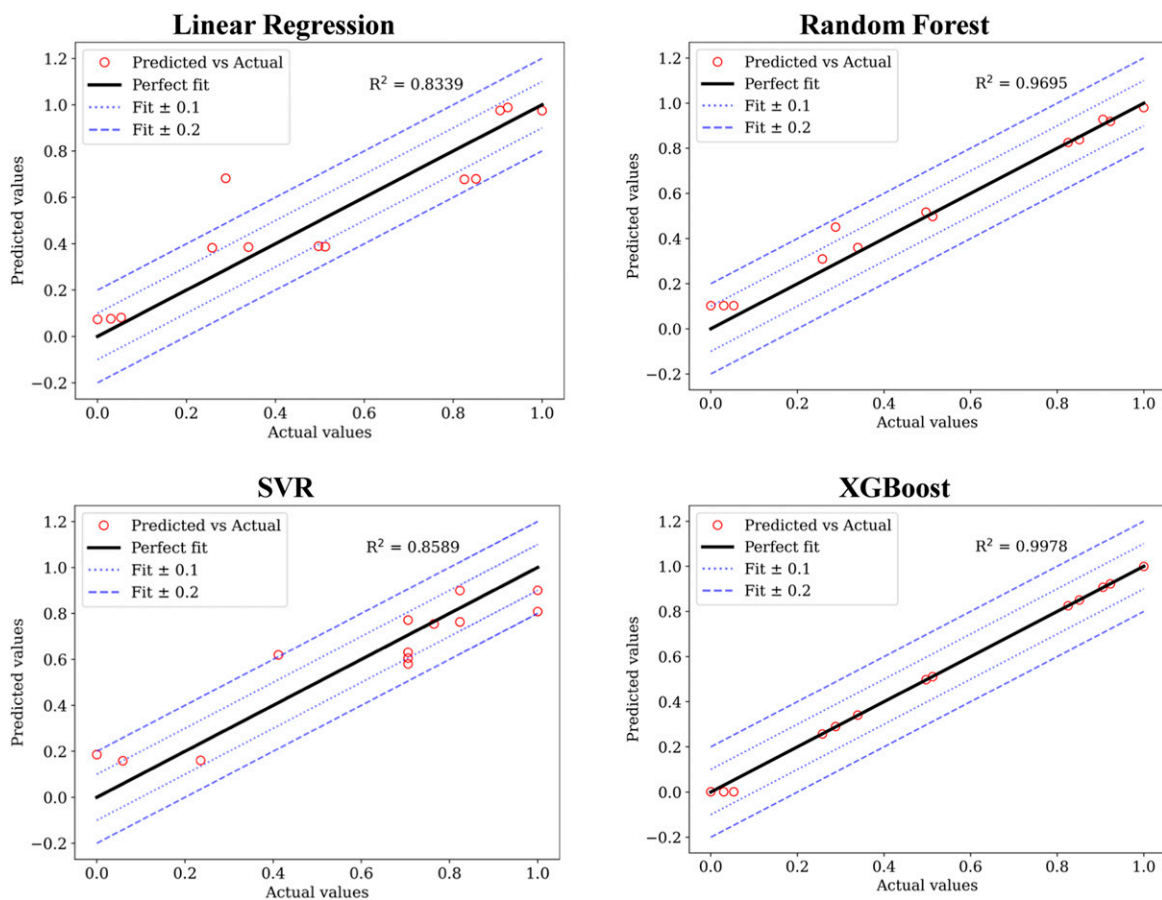 Linear Regression
Predicted vs Actual
Perfect fit
Fit ± 0.1
Fit ± 0.2
R² = 0.8339
1.2
1.0
0.8
0.6
0.4
0.2
0.0
−0.2
Predicted values
0.0 0.2 0.4 0.6 0.8 1.0
Actual values
Random Forest
Predicted vs Actual
Perfect fit
Fit ± 0.1
Fit ± 0.2
R² = 0.9695
1.2
1.0
0.8
0.6
0.4
0.2
0.0
−0.2
Predicted values
0.0 0.2 0.4 0.6 0.8 1.0
Actual values
SVR
Predicted vs Actual
Perfect fit
Fit ± 0.1
Fit ± 0.2
R² = 0.8589
1.2
1.0
0.8
0.6
0.4
0.2
0.0
−0.2
Predicted values
0.0 0.2 0.4 0.6 0.8 1.0
Actual values
XGBoost
Predicted vs Actual
Perfect fit
Fit ± 0.1
Fit ± 0.2
R² = 0.9978
1.2
1.0
0.8
0.6
0.4
0.2
0.0
−0.2
Predicted values
0.0 0.2 0.4 0.6 0.8 1.0
Actual values